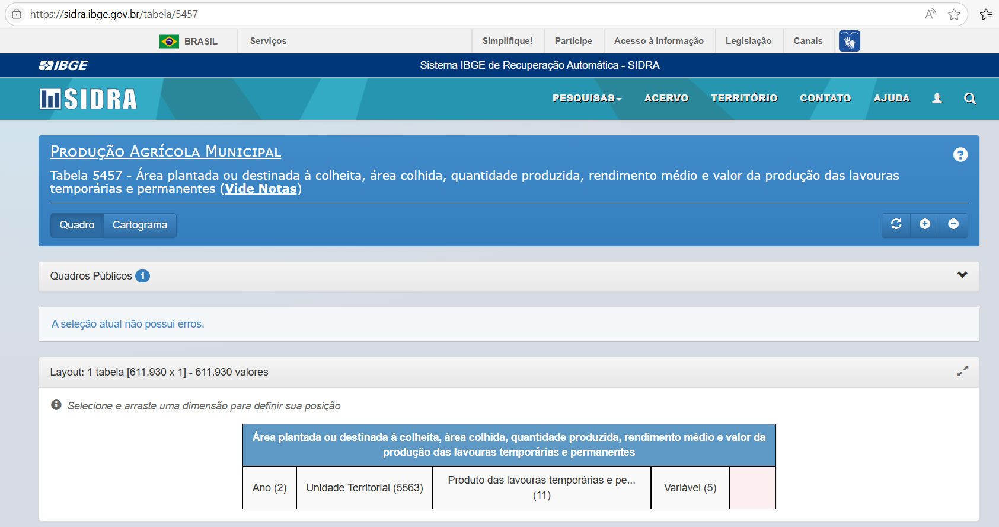 https://sidra.ibge.gov.br/tabela/5457
BRASIL
Serviços
Simplifique!
Participe
Acesso à informação
Legislação
Canais
IBGE
Sistema IBGE de Recuperação Automática - SIDRA
SIDRA
PESQUISAS
ACERVO
TERRITÓRIO
CONTATO
AJUDA
Produção Agrícola Municipal
Tabela 5457 - Área plantada ou destinada à colheita, área colhida, quantidade produzida, rendimento médio e valor da produção das lavouras
temporárias e permanentes (Vide Notas)
Quadro
Cartograma
Quadros Públicos 1
A seleção atual não possui erros.
Layout: 1 tabela [611.930 x 1] - 611.930 valores
Selecione e arraste uma dimensão para definir sua posição
Área plantada ou destinada à colheita, área colhida, quantidade produzida, rendimento médio e valor da
produção das lavouras temporárias e permanentes
Ano (2)
Unidade Territorial (5563)
Produto das lavouras temporárias e pe...
(11)
Variável (5)